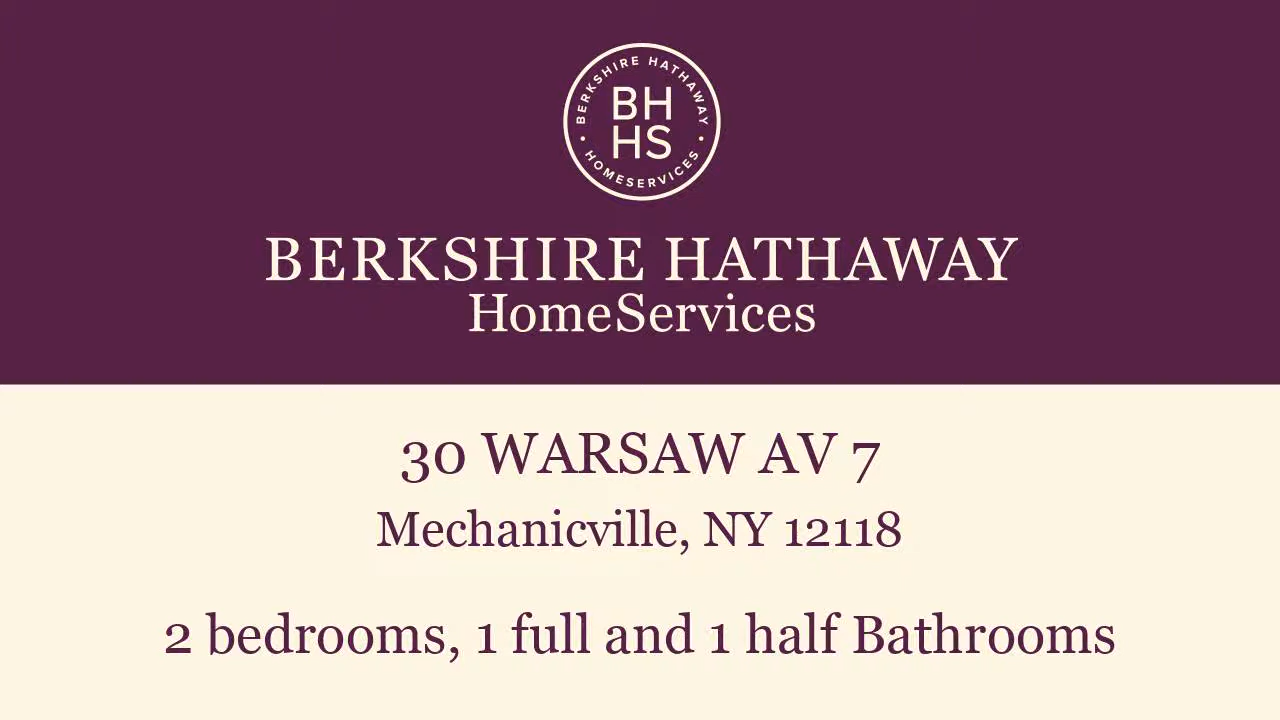 BERKSHIRE HATHAWAY
BH
HS
HOMESERVICES
BERKSHIRE HATHAWAY
HomeServices
30 WARSAW AV 7
Mechanicville, NY 12118
2 bedrooms, 1 full and 1 half Bathrooms